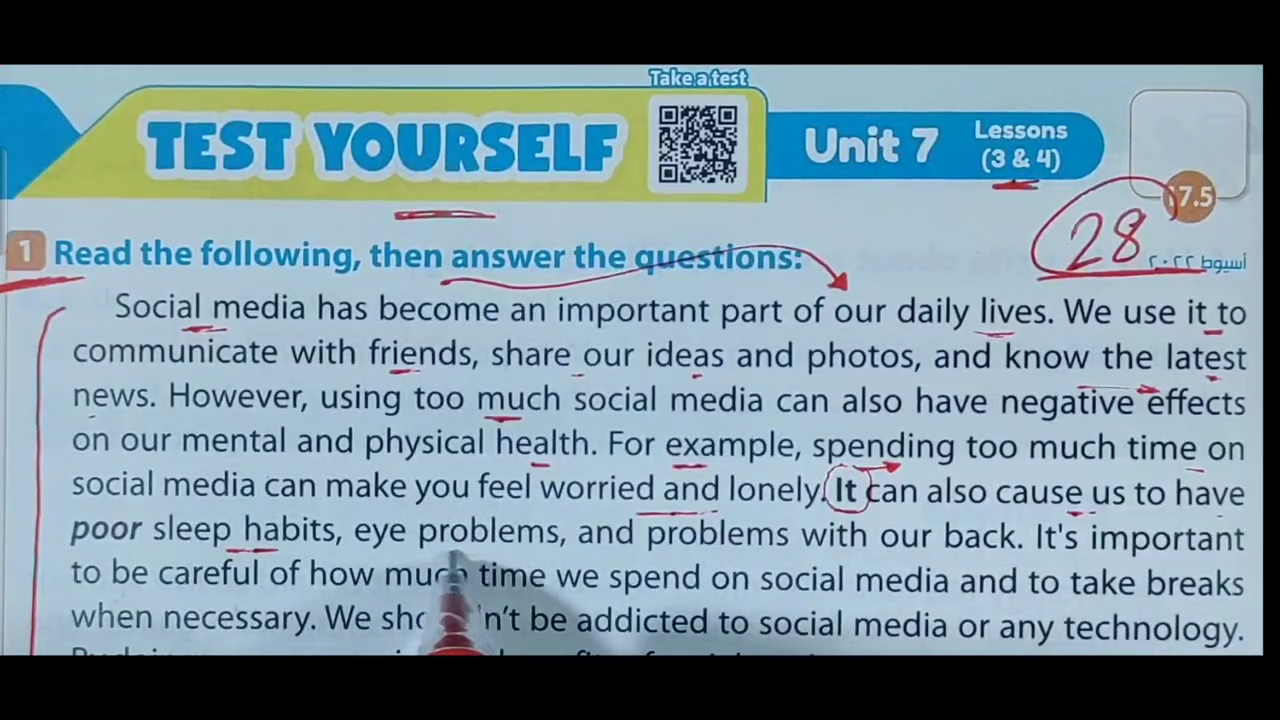 Take a test
TEST YOURSELF
Unit 7
Lessons
(3 & 4)
17.5
28
أسيوط ٢٠٢٢
1 Read the following, then answer the questions:
Social media has become an important part of our daily lives. We use it to
communicate with friends, share our ideas and photos, and know the latest
news. However, using too much social media can also have negative effects
on our mental and physical health. For example, spending too much time on
social media can make you feel worried and lonely. It can also cause us to have
poor sleep habits, eye problems, and problems with our back. It's important
to be careful of how much time we spend on social media and to take breaks
when necessary. We be addicted to social media or any technology.